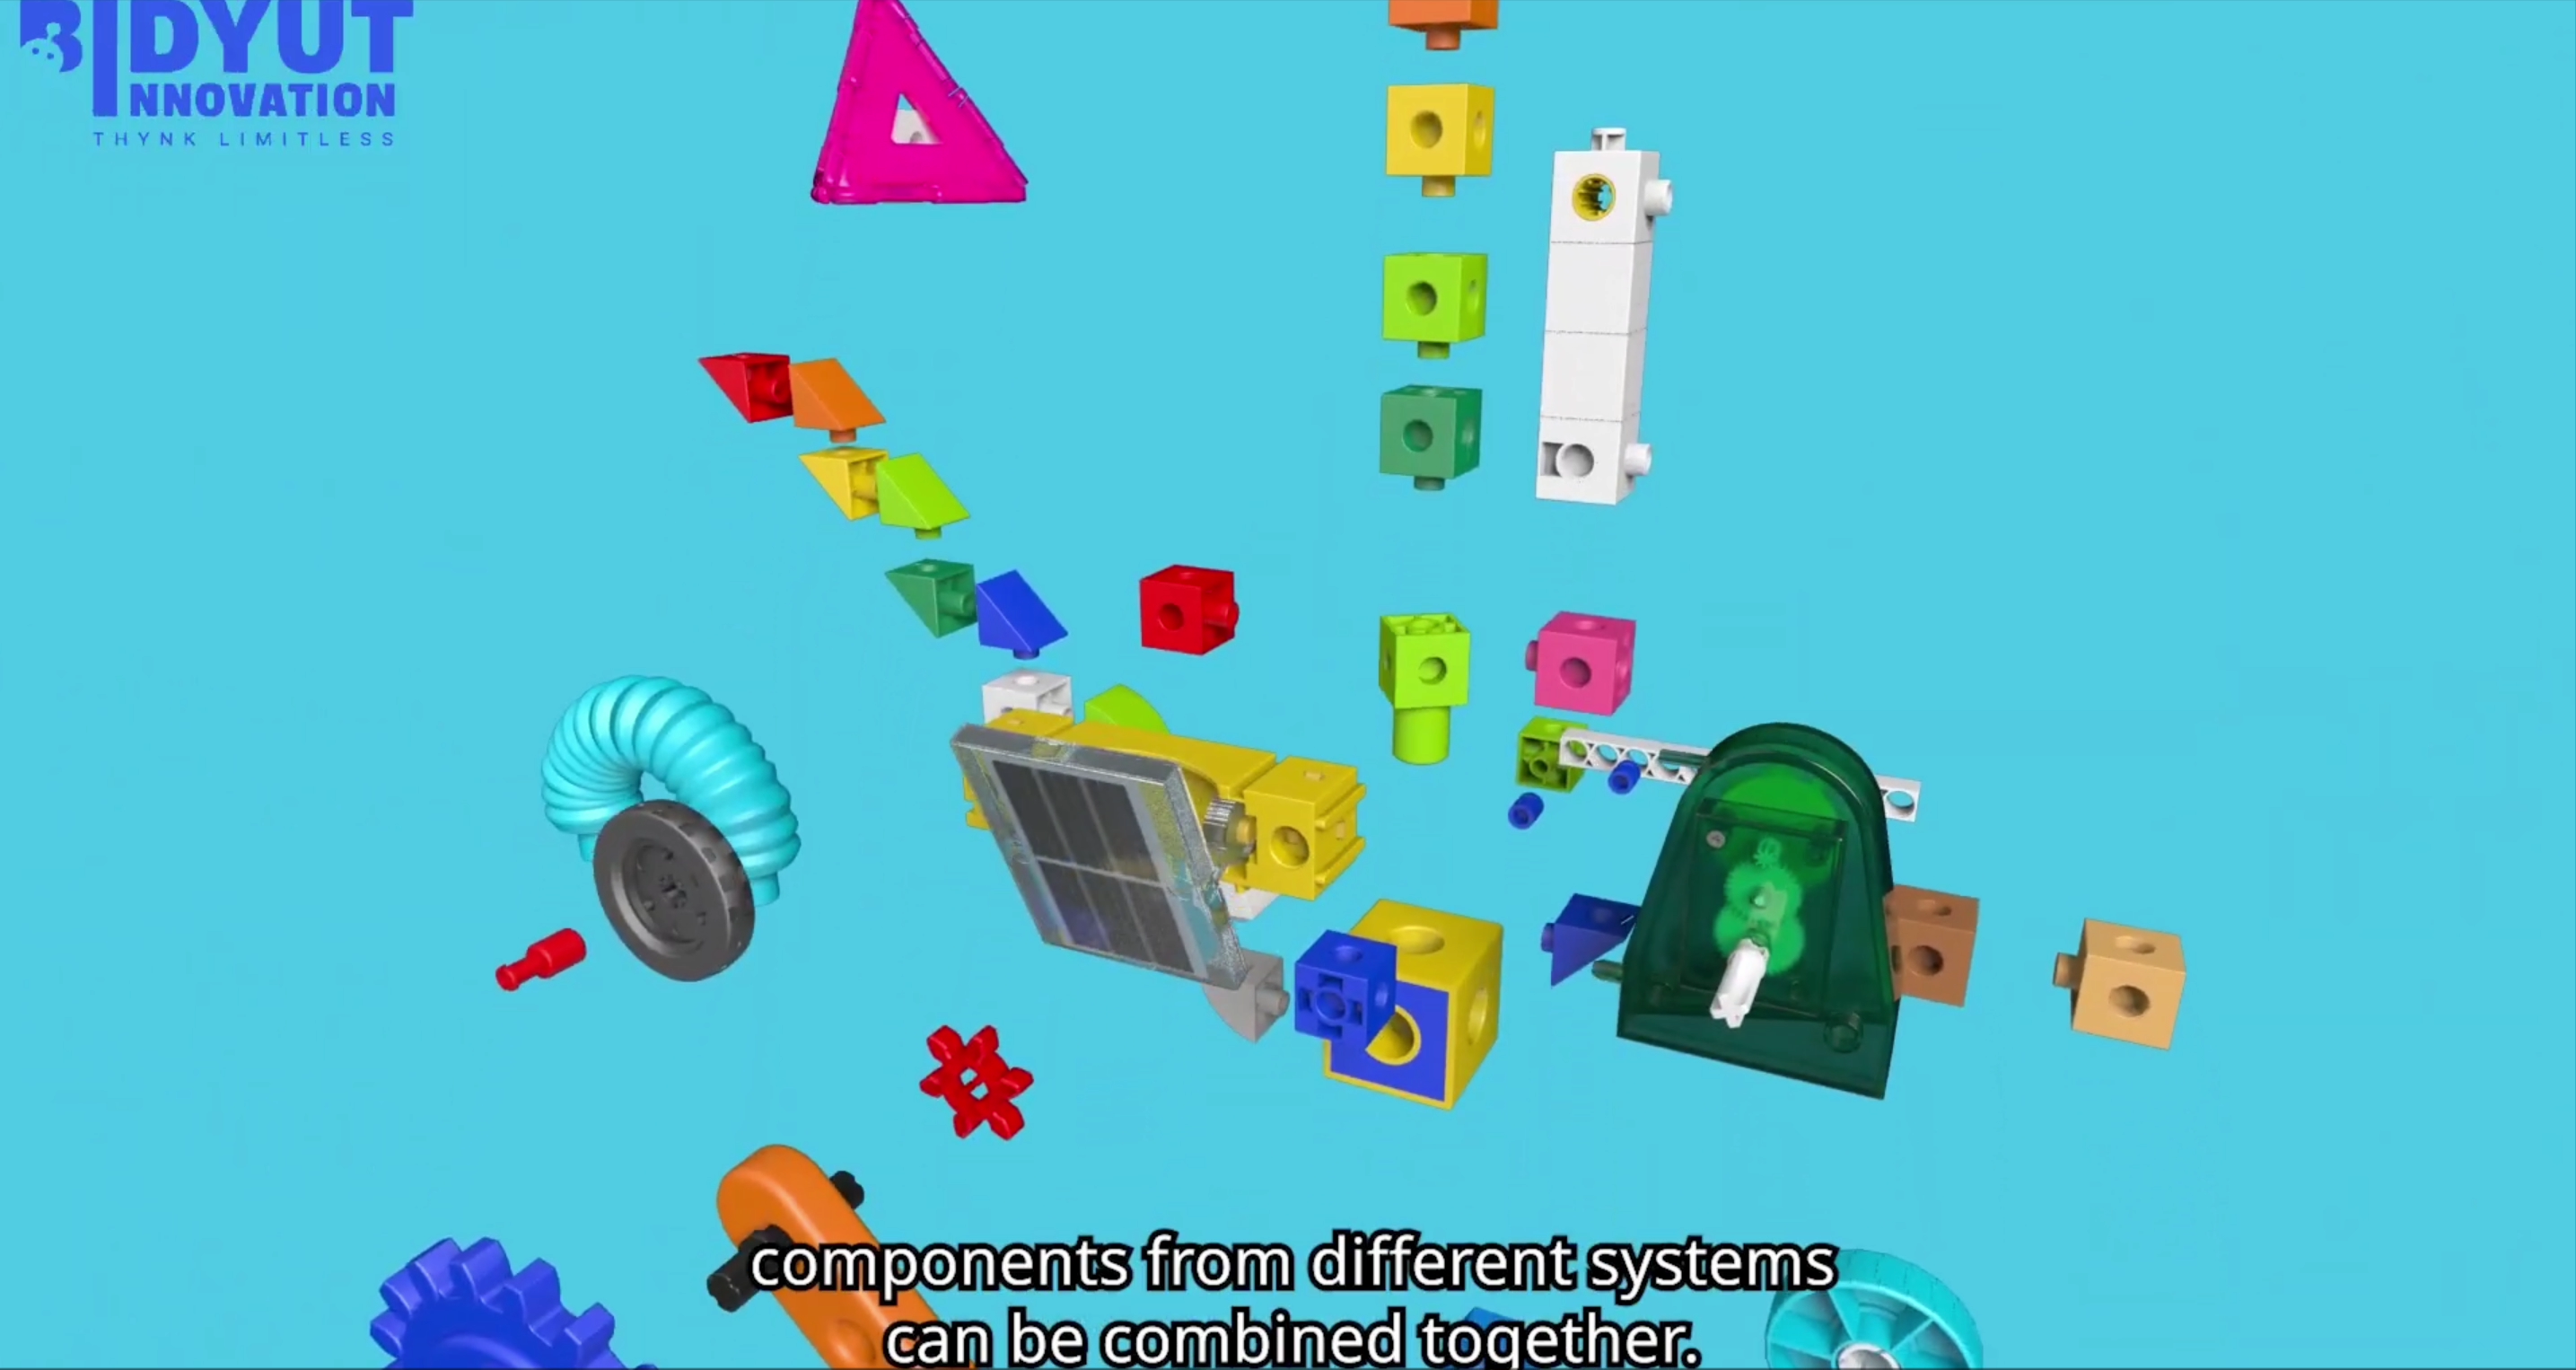 BIDYUT
INNOVATION
THYNK LIMITLESS
components from different systems
can be combined together.